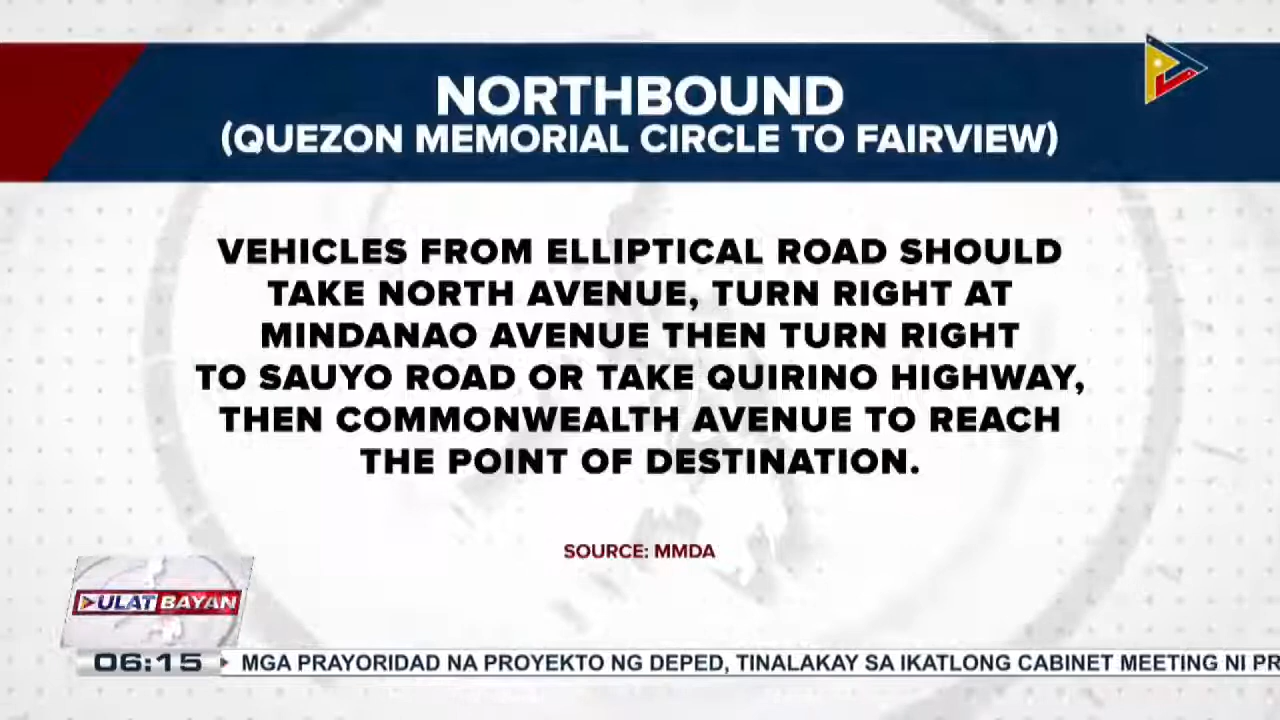 NORTHBOUND
(QUEZON MEMORIAL CIRCLE TO FAIRVIEW)
VEHICLES FROM ELLIPTICAL ROAD SHOULD
TAKE NORTH AVENUE, TURN RIGHT AT
MINDANAO AVENUE THEN TURN RIGHT
TO SAUYO ROAD OR TAKE QUIRINO HIGHWAY,
THEN COMMONWEALTH AVENUE TO REACH
THE POINT OF DESTINATION.
SOURCE: MMDA
ULAT BAYAN
06:15
MGA PRAYORIDAD NA PROYEKTO NG DEPED, TINALAKAY SA IKATLONG CABINET MEETING NI PR